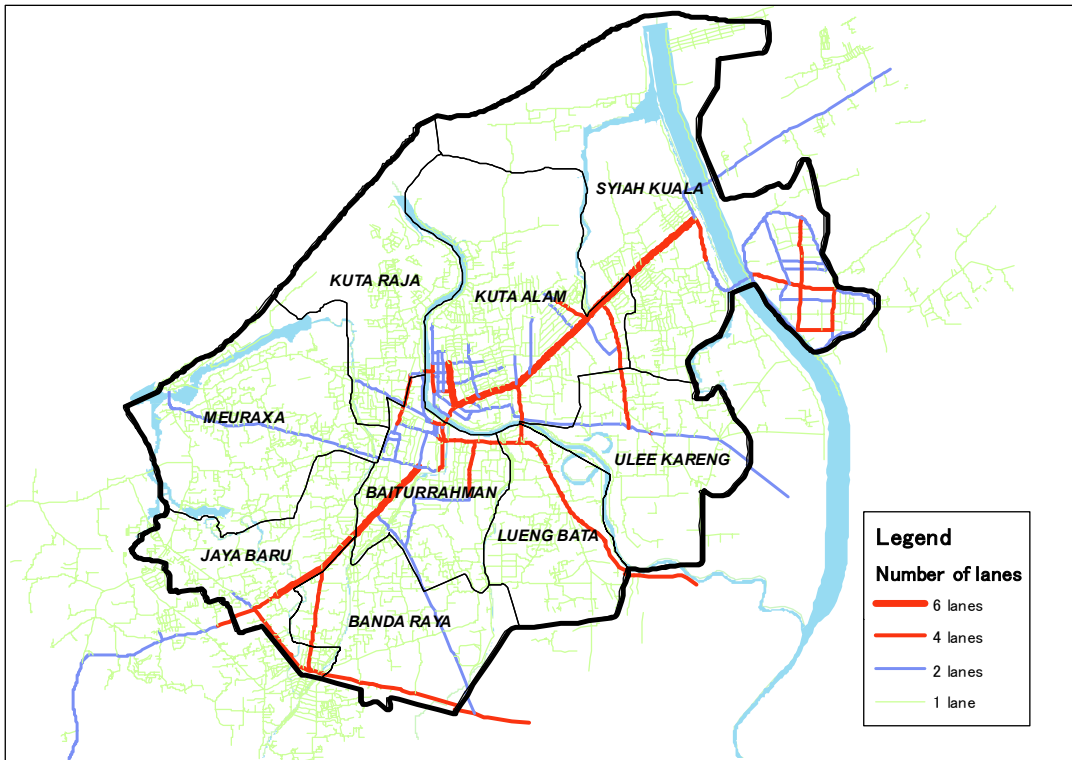 SYIAH KUALA
KUTA RAJA
KUTA ALAM
MEURAXA
ULEE KARENG
BAITURRAHMAN
LUENG BATA
JAYA BARU
BANDA RAYA
Legend
Number of lanes
6 lanes
4 lanes
2 lanes
1 lane